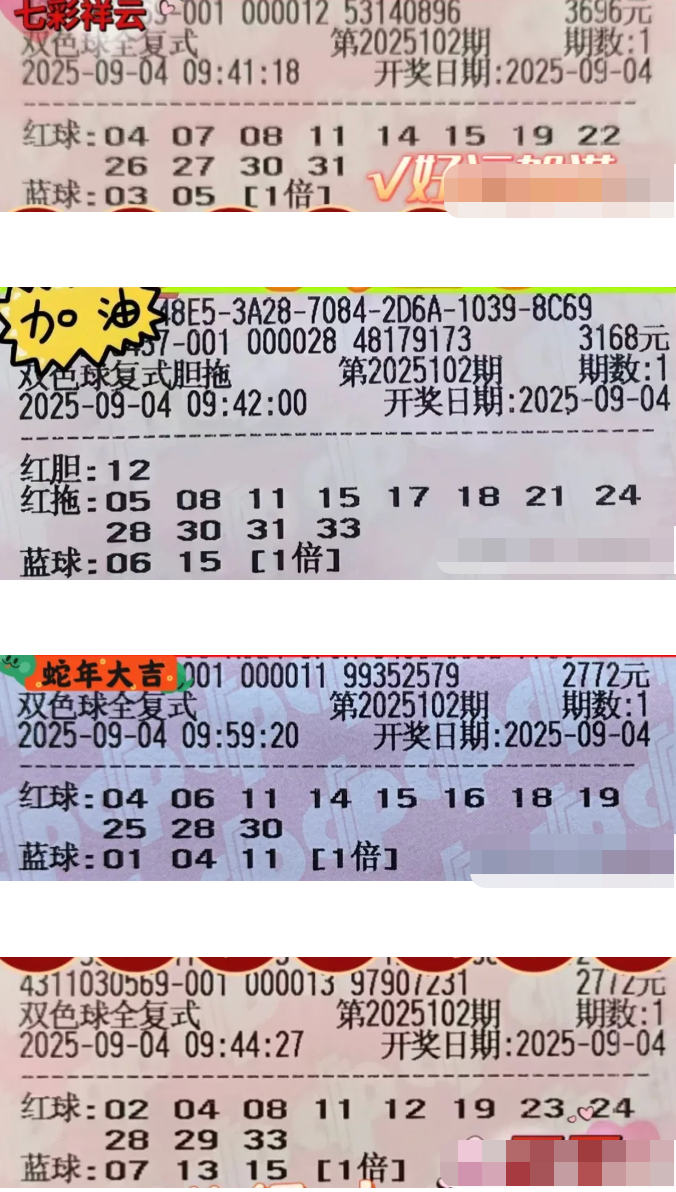 七彩祥云
-001 000012 53140896 3696元
双色球全复式 第2025102期 期数:1
2025-09-04 09:41:18 开奖日期:2025-09-04
红球:04 07 08 11 14 15 19 22
26 27 30 31
蓝球:03 05 [1倍]
加油
48E5-3A28-7084-2D6A-1039-8C69
7-001 000028 48179173 3168元
双色球复式胆拖 第2025102期 期数:1
2025-09-04 09:42:00 开奖日期:2025-09-04
红胆:12
红拖:05 08 11 15 17 18 21 24
28 30 31 33
蓝球:06 15 [1倍]
蛇年大吉
001 000011 99352579 2772元
双色球全复式 第2025102期 期数:1
2025-09-04 09:59:20 开奖日期:2025-09-04
红球:04 06 11 14 15 16 18 19
25 28 30
蓝球:01 04 11 [1倍]
4311030569-001 000013 97907231 2772元
双色球全复式 第2025102期 期数:1
2025-09-04 09:44:27 开奖日期:2025-09-04
红球:02 04 08 11 12 19 23 24
28 29 33
蓝球:07 13 15 [1倍]